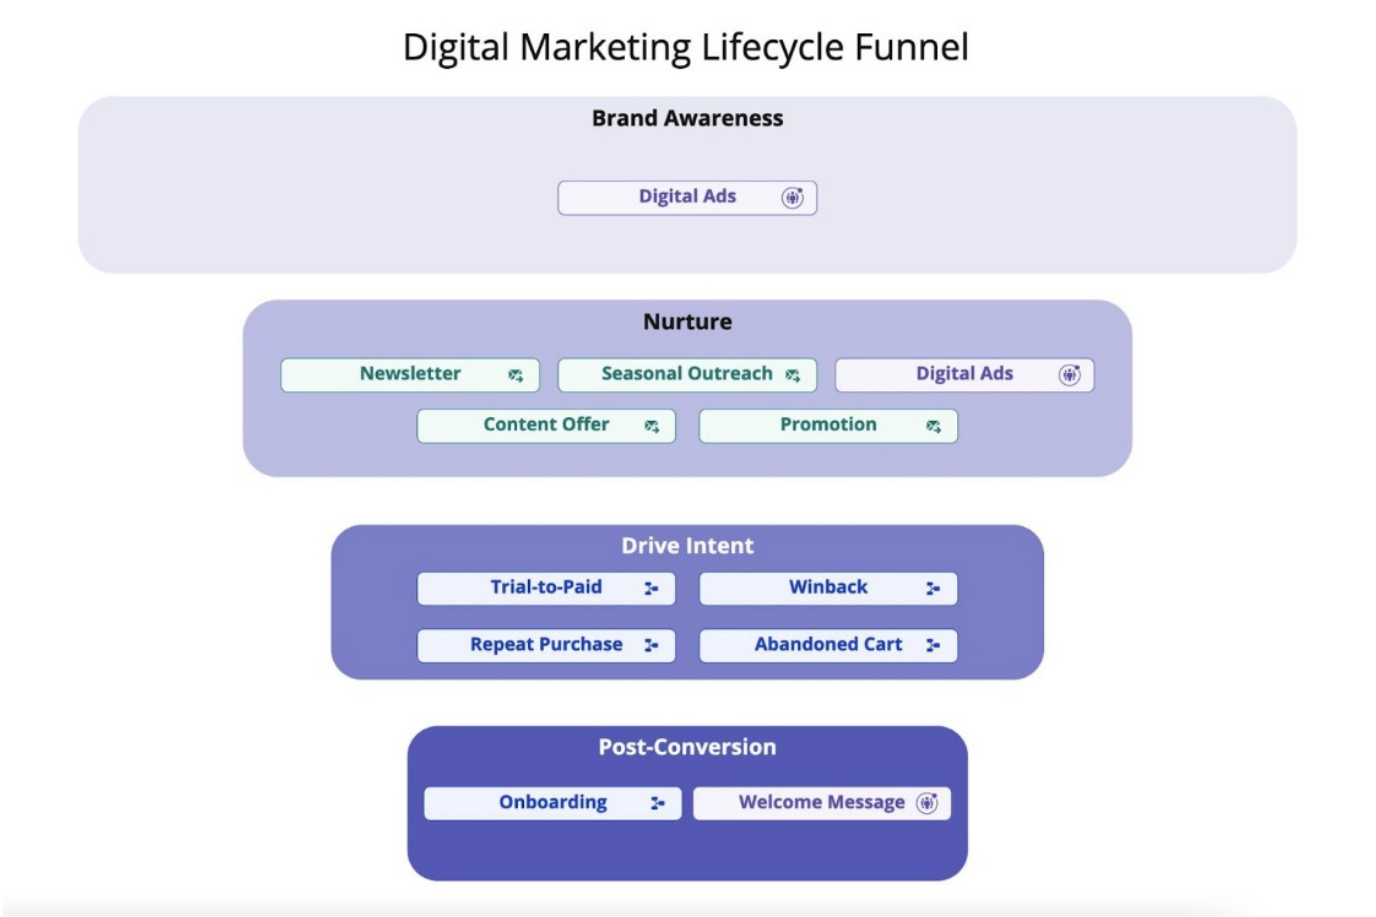 Digital Marketing Lifecycle Funnel
Brand Awareness
Digital Ads
Nurture
Newsletter
Seasonal Outreach
Digital Ads
Content Offer
Promotion
Drive Intent
Trial-to-Paid
Winback
Repeat Purchase
Abandoned Cart
Post-Conversion
Onboarding
Welcome Message